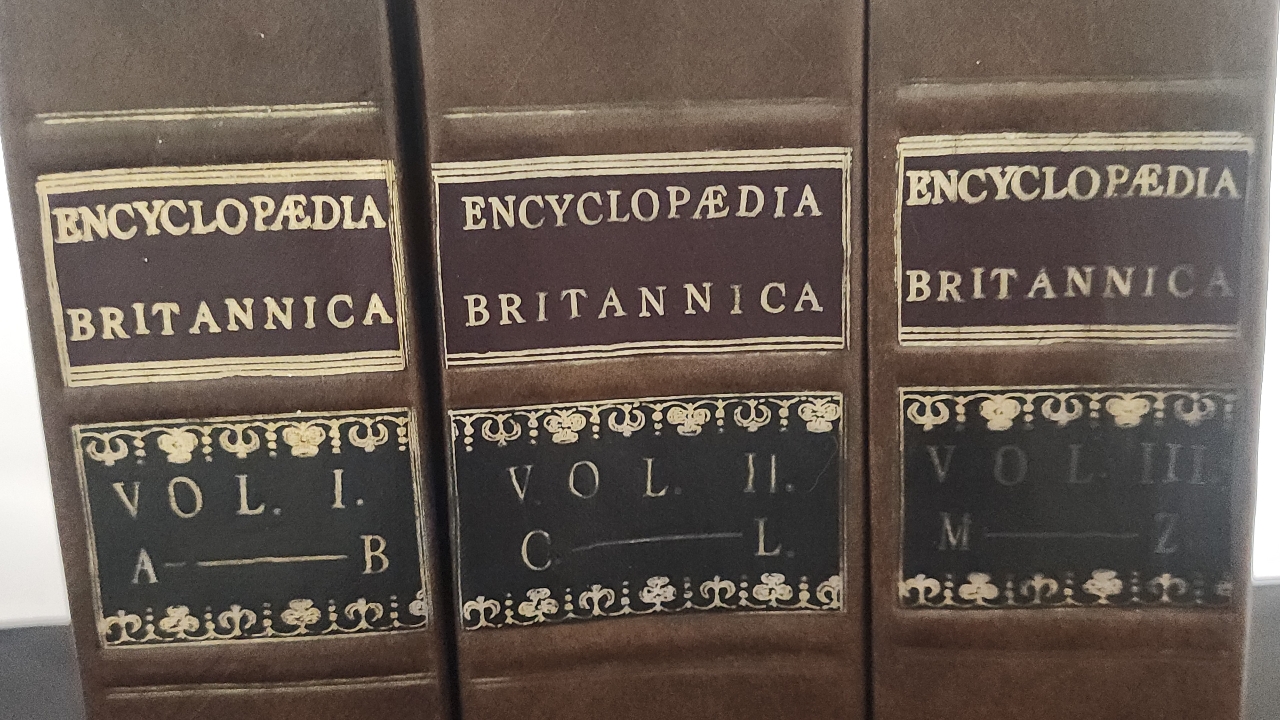 ENCYCLOPÆDIA
BRITANNICA
VOL. I.
A — B
ENCYCLOPÆDIA
BRITANNICA
VOL. II.
C — L.
ENCYCLOPÆDIA
BRITANNICA
VOL. III.
M — Z